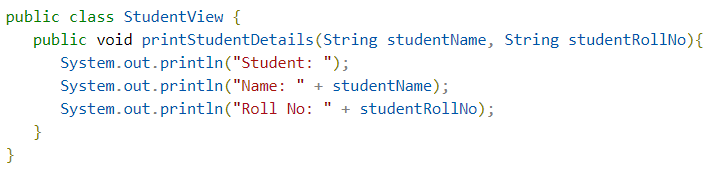 public class StudentView {
   public void printStudentDetails(String studentName, String studentRollNo){
      System.out.println("Student: ");
      System.out.println("Name: " + studentName);
      System.out.println("Roll No: " + studentRollNo);
   }
}